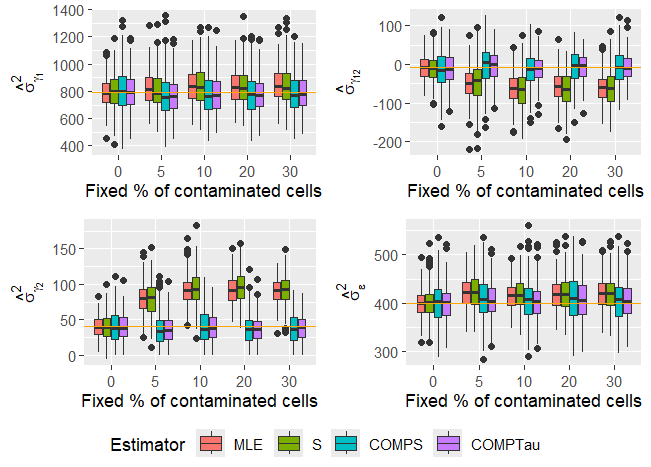 1400
1200
1000
800
600
400
σ̂²γ1
0 5 10 20 30
Fixed % of contaminated cells
100
0
-100
-200
σ̂γ12
0 5 10 20 30
Fixed % of contaminated cells
150
100
50
0
σ̂²γ2
0 5 10 20 30
Fixed % of contaminated cells
500
400
300
σ̂²ε
0 5 10 20 30
Fixed % of contaminated cells
Estimator MLE S COMPS COMPTau